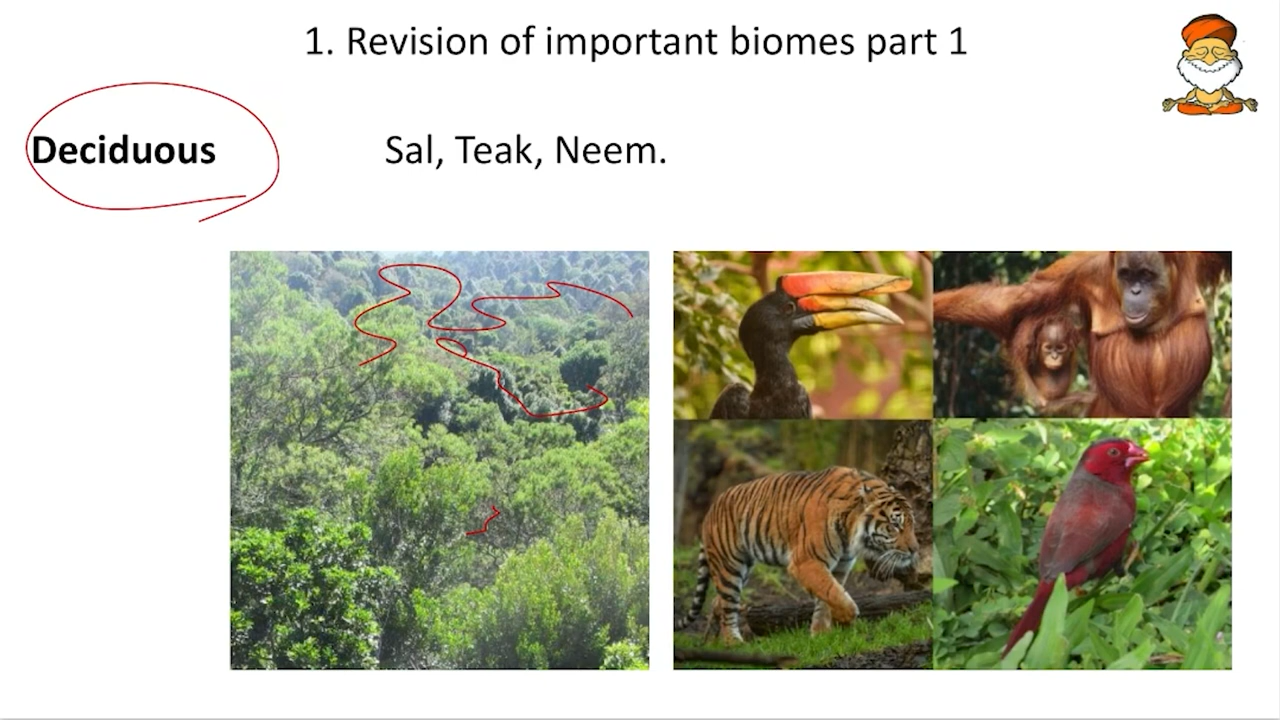 1. Revision of important biomes part 1
Deciduous Sal, Teak, Neem.